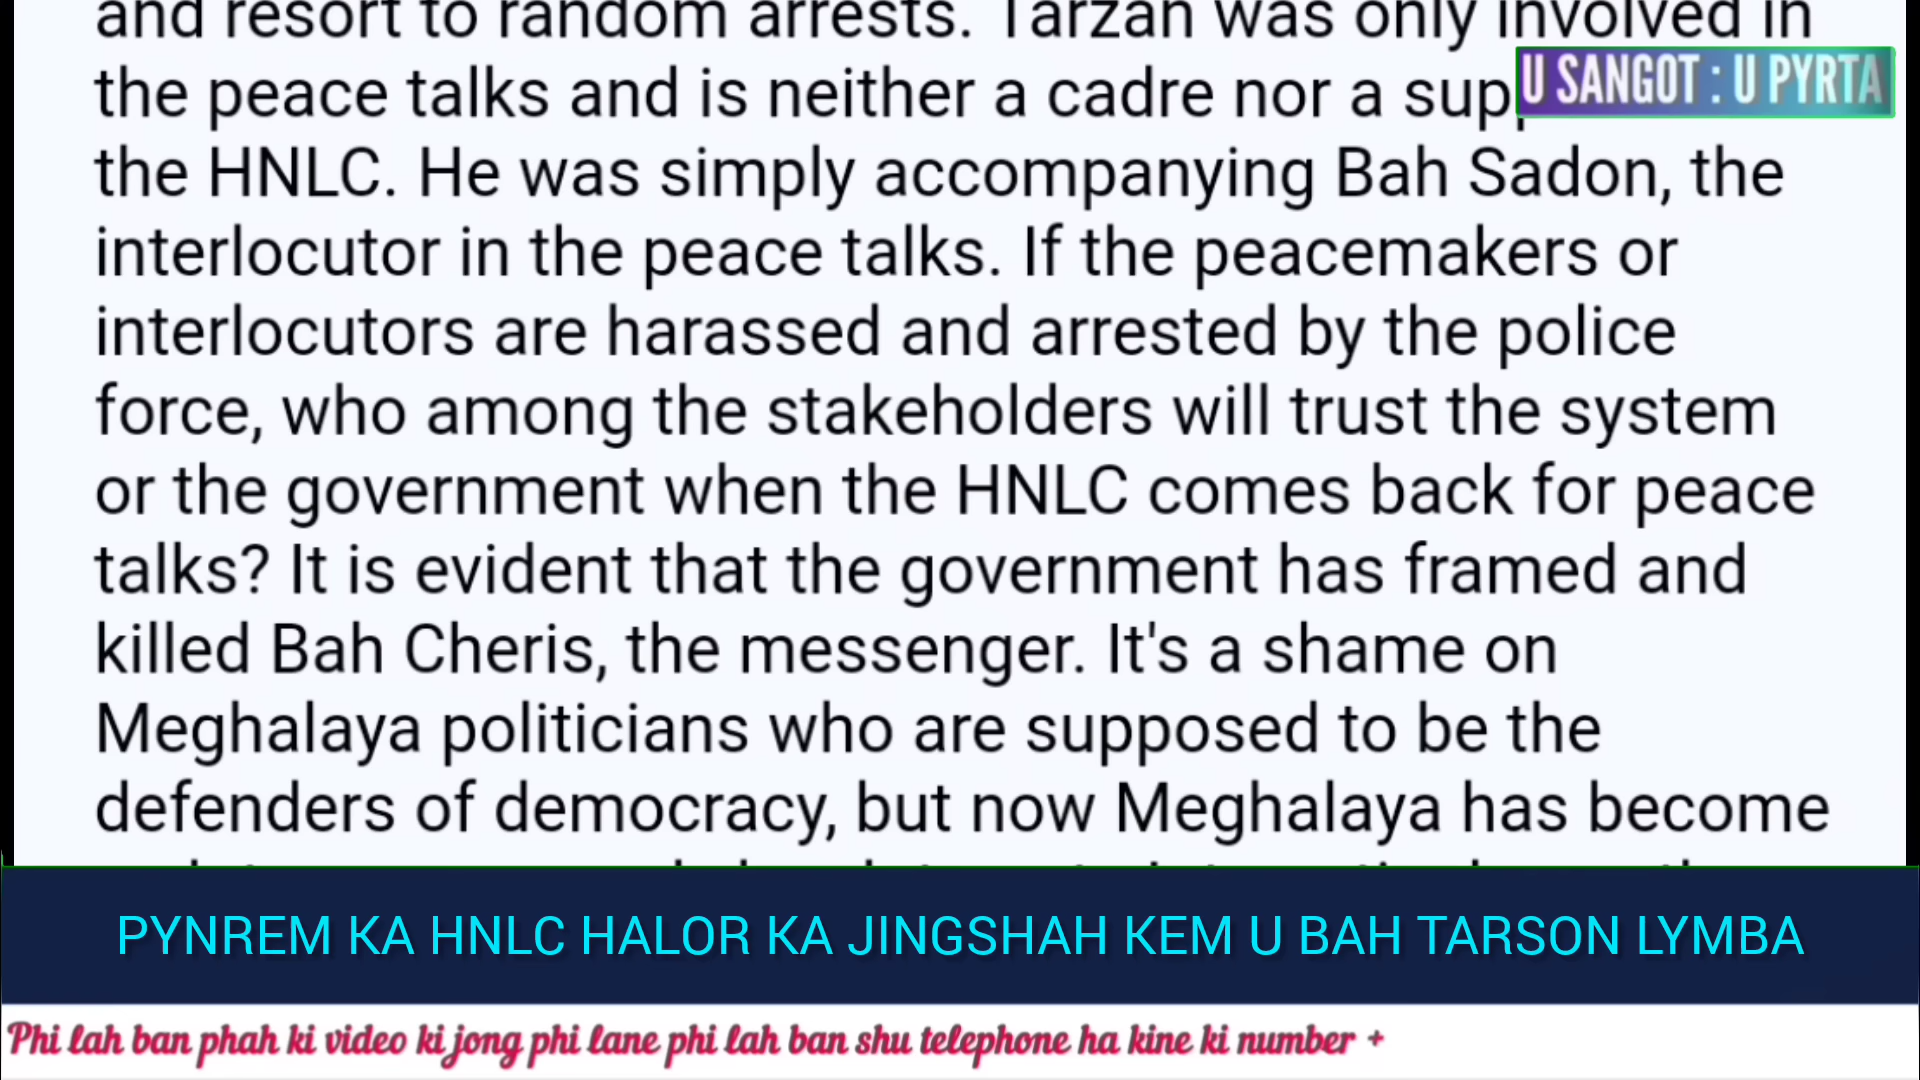 and resort to random arrests. Tarzan was only involved in
U SANGOT : U PYRTA
the peace talks and is neither a cadre nor a
the HNLC. He was simply accompanying Bah Sadon, the
interlocutor in the peace talks. If the peacemakers or
interlocutors are harassed and arrested by the police
force, who among the stakeholders will trust the system
or the government when the HNLC comes back for peace
talks? It is evident that the government has framed and
killed Bah Cheris, the messenger. It's a shame on
Meghalaya politicians who are supposed to be the
defenders of democracy, but now Meghalaya has become
PYNREM KA HNLC HALOR KA JINGSHAH KEM U BAH TARSON LYMBA
Phi lah ban phah ki video ki jong phi lane phi lah ban shu telephone ha kine ki number +